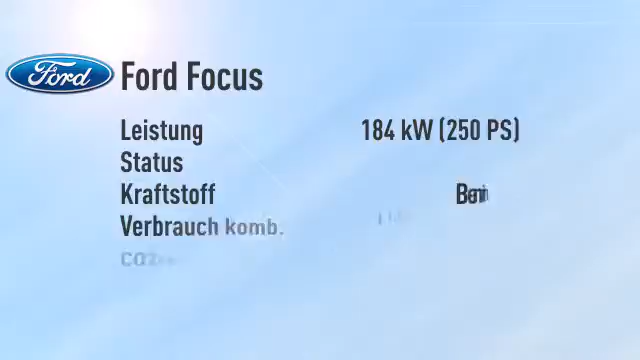 Ford Ford Focus
Leistung 184 kW (250 PS)
Status
Kraftstoff
Verbrauch komb.